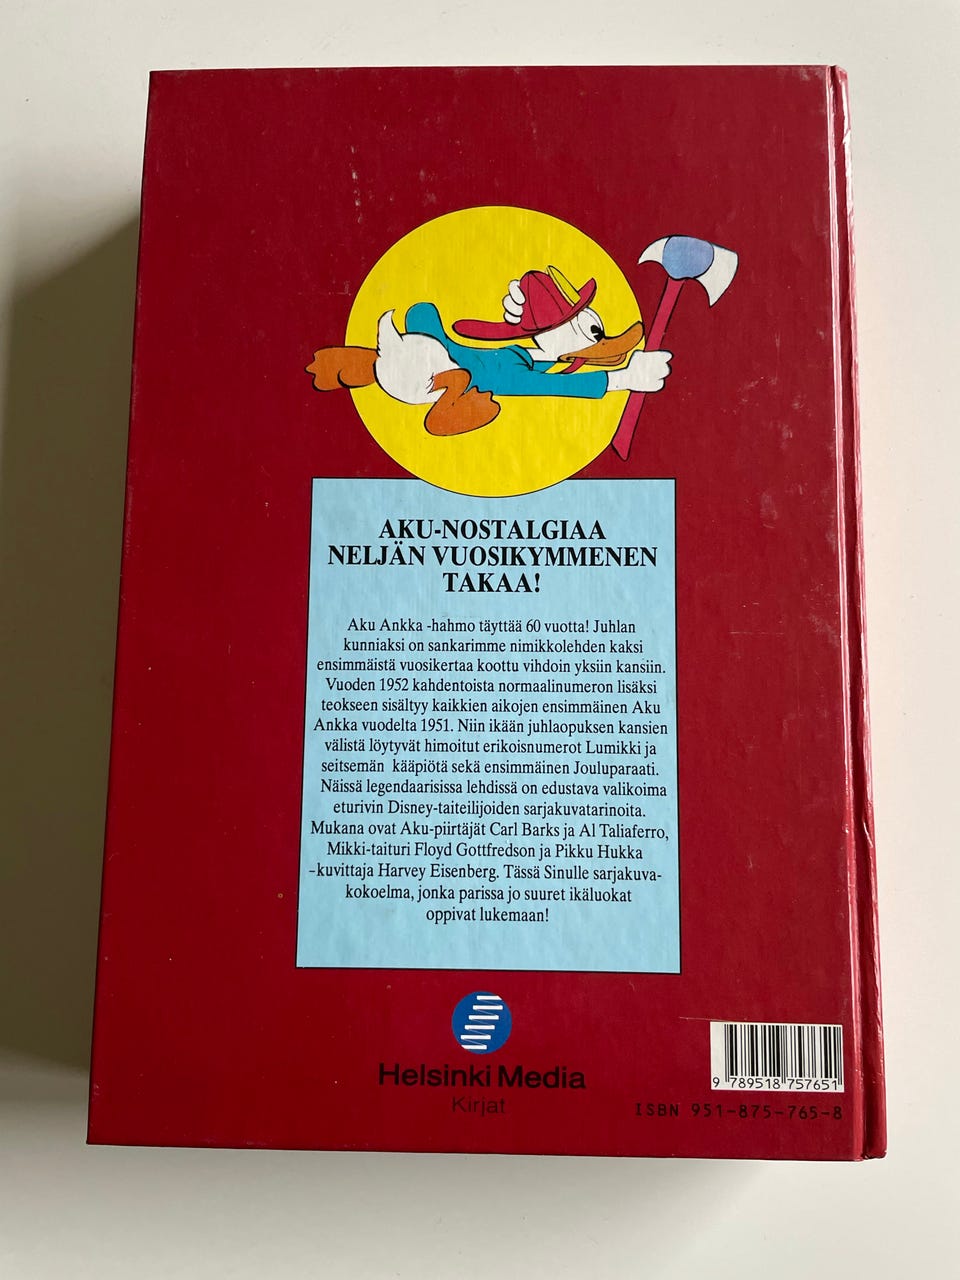 AKU-NOSTALGIAA
NELJÄN VUOSIKYMMENEN
TAKAA!
Aku Ankka -hahmo täyttää 60 vuotta! Juhlan
kunniaksi on sankarimme nimikkolehden kaksi
ensimmäistä vuosikertaa koottu vihdoin yksiin kansiin.
Vuoden 1952 kahdentoista normaalinumeron lisäksi
teokseen sisältyy kaikkien aikojen ensimmäinen Aku
Ankka vuodelta 1951. Niin ikään juhlaopuksen kansien
välistä löytyvät himoitut erikoisnumerot Lumikki ja
seitsemän kääpiötä sekä ensimmäinen Jouluparaati.
Näissä legendaarisissa lehdissä on edustava valikoima
eturivin Disney-taiteilijoiden sarjakuvatarinoita.
Mukana ovat Aku-piirtäjät Carl Barks ja Al Taliaferro,
Mikki-taituri Floyd Gottfredson ja Pikku Hukka
-kuvittaja Harvey Eisenberg. Tässä Sinulle sarjakuva-
kokoelma, jonka parissa jo suuret ikäluokat
oppivat lukemaan!
Helsinki Media
Kirjat
9 789518 757651
ISBN 951-875-765-8